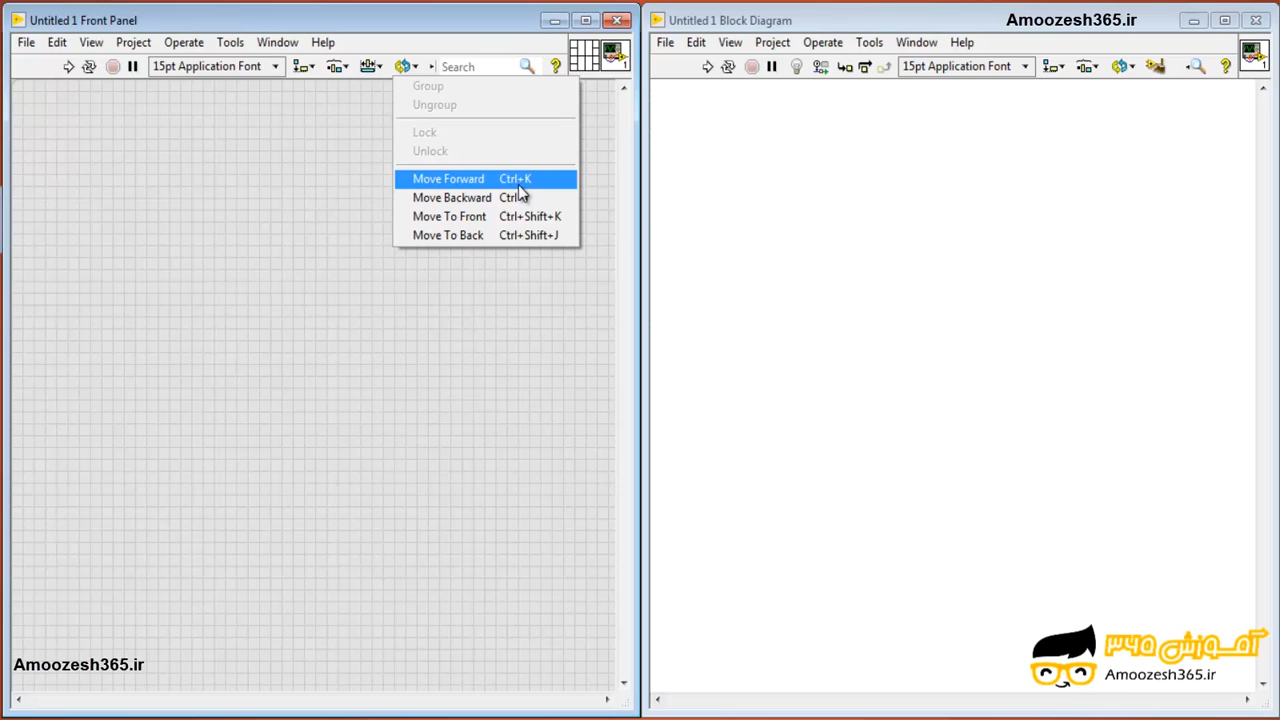 Untitled 1 Front Panel
File Edit View Project Operate Tools Window Help
15pt Application Font
Search
1
Group
Ungroup
Lock
Unlock
Move Forward Ctrl+K
Move Backward
Move To Front Ctrl+Shift+K
Move To Back Ctrl+Shift+J
Amoozesh365.ir
Untitled 1 Block Diagram
Amoozesh365.ir
File Edit View Project Operate Tools Window Help
15pt Application Font
1
آموزش ۳۶۵
Amoozesh365.ir